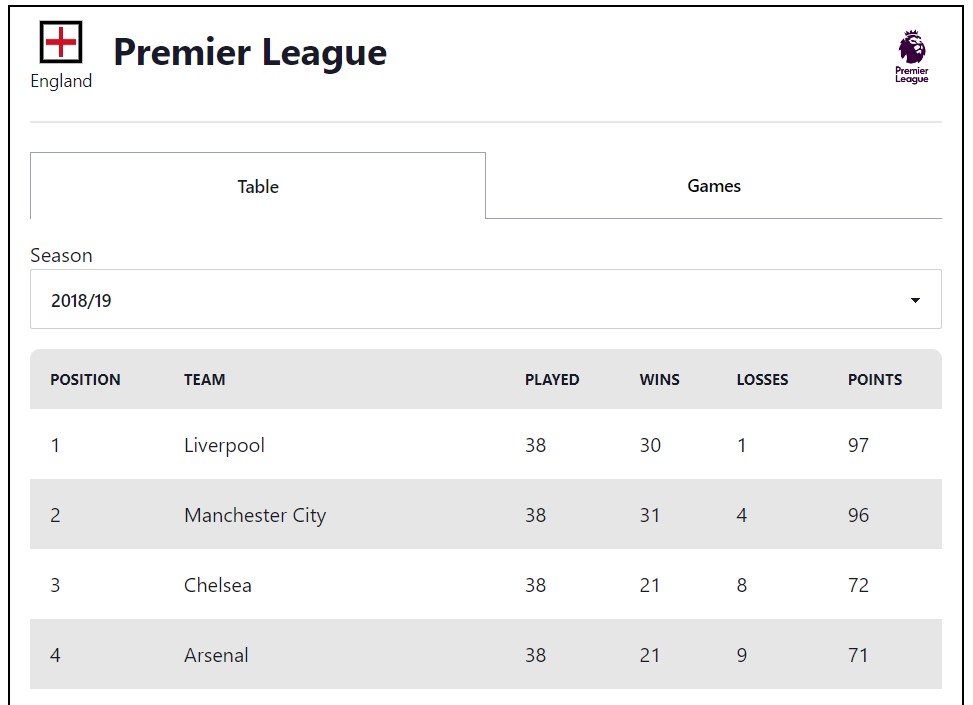 Premier League
England
Premier
League
Table Games
Season
2018/19
POSITION TEAM PLAYED WINS LOSSES POINTS
1 Liverpool 38 30 1 97
2 Manchester City 38 31 4 96
3 Chelsea 38 21 8 72
4 Arsenal 38 21 9 71